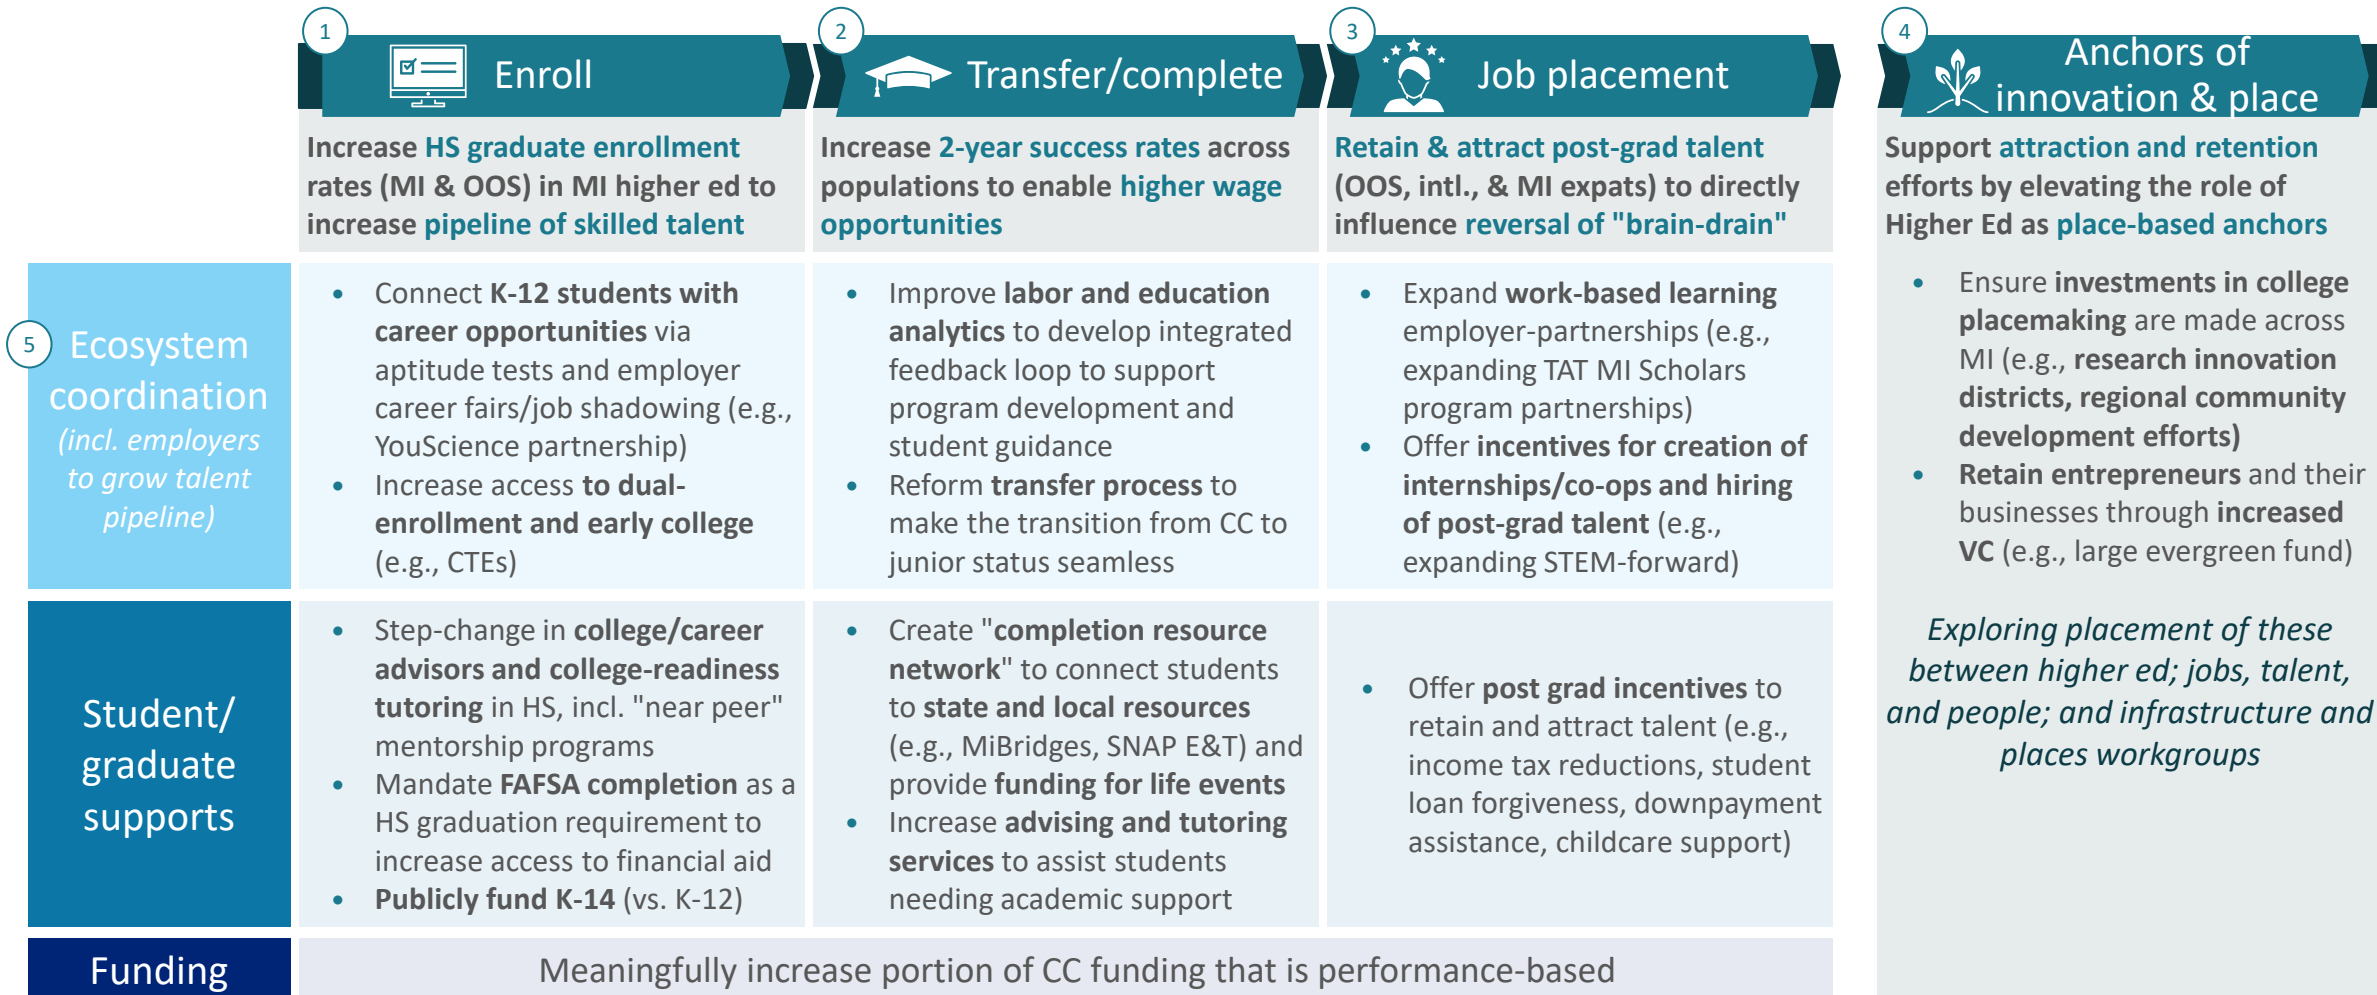 1
Enroll
2
Transfer/complete
3
Job placement
4
Anchors of
innovation & place
Increase HS graduate enrollment
rates (MI & OOS) in MI higher ed to
increase pipeline of skilled talent
Increase 2-year success rates across
populations to enable higher wage
opportunities
Retain & attract post-grad talent
(OOS, intl., & MI expats) to directly
influence reversal of "brain-drain"
Support attraction and retention
efforts by elevating the role of
Higher Ed as place-based anchors
5
Ecosystem
coordination
(incl. employers
to grow talent
pipeline)
• Connect K-12 students with
career opportunities via
aptitude tests and employer
career fairs/job shadowing (e.g.,
YouScience partnership)
• Increase access to dual-
enrollment and early college
(e.g., CTEs)
• Improve labor and education
analytics to develop integrated
feedback loop to support
program development and
student guidance
• Reform transfer process to
make the transition from CC to
junior status seamless
• Expand work-based learning
employer-partnerships (e.g.,
expanding TAT MI Scholars
program partnerships)
• Offer incentives for creation of
internships/co-ops and hiring
of post-grad talent (e.g.,
expanding STEM-forward)
• Ensure investments in college
placemaking are made across
MI (e.g., research innovation
districts, regional community
development efforts)
• Retain entrepreneurs and their
businesses through increased
VC (e.g., large evergreen fund)
Exploring placement of these
between higher ed; jobs, talent,
and people; and infrastructure and
places workgroups
Student/
graduate
supports
• Step-change in college/career
advisors and college-readiness
tutoring in HS, incl. "near peer"
mentorship programs
• Mandate FAFSA completion as a
HS graduation requirement to
increase access to financial aid
• Publicly fund K-14 (vs. K-12)
• Create "completion resource
network" to connect students
to state and local resources
(e.g., MiBridges, SNAP E&T) and
provide funding for life events
• Increase advising and tutoring
services to assist students
needing academic support
• Offer post grad incentives to
retain and attract talent (e.g.,
income tax reductions, student
loan forgiveness, downpayment
assistance, childcare support)
Funding
Meaningfully increase portion of CC funding that is performance-based